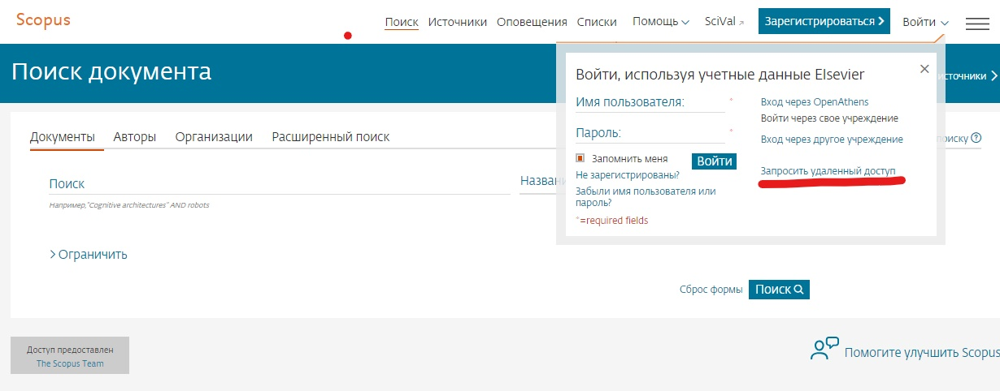 Scopus
Поиск Источники Оповещения Списки Помощь SciVal Зарегистрироваться Войти
Поиск документа
источники
Войти, используя учетные данные Elsevier
Имя пользователя: *
Вход через OpenAthens
Войти через свое учреждение
Пароль: *
Вход через другое учреждение
Запомнить меня
Войти
Не зарегистрированы?
Запросить удаленный доступ
Забыли имя пользователя или
пароль?
*=required fields
Документы Авторы Организации Расширенный поиск
поиску
Поиск
Названи
Например,"Cognitive architectures" AND robots
Ограничить
Сброс формы Поиск
Доступ предоставлен
The Scopus Team
Помогите улучшить Scopus